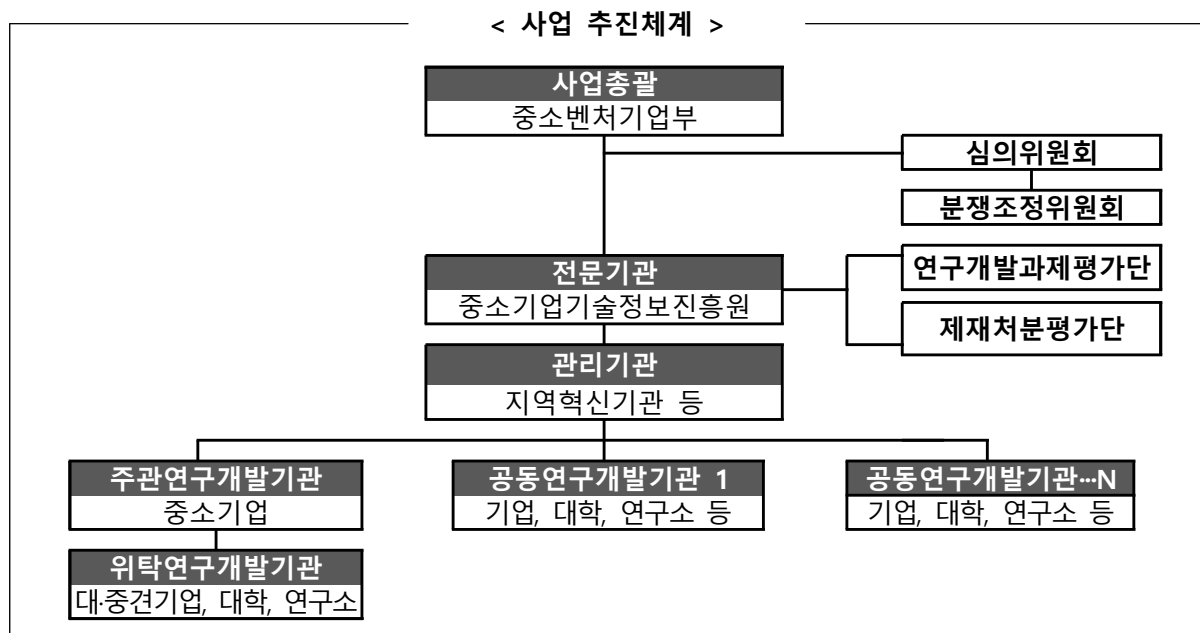 < 사업 추진체계 >
사업총괄
중소벤처기업부
심의위원회
분쟁조정위원회
전문기관
중소기업기술정보진흥원
연구개발과제평가단
제재처분평가단
관리기관
지역혁신기관 등
주관연구개발기관
중소기업
공동연구개발기관 1
기업, 대학, 연구소 등
공동연구개발기관…N
기업, 대학, 연구소 등
위탁연구개발기관
대·중견기업, 대학, 연구소